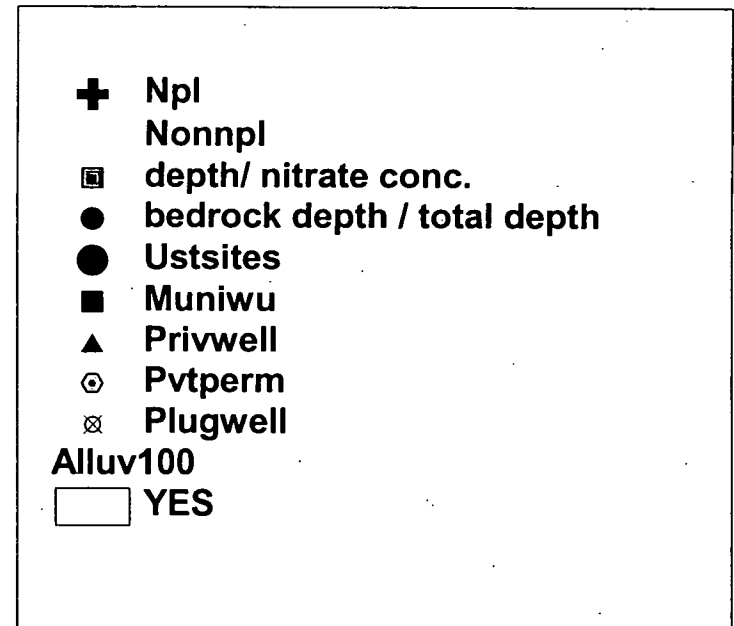 Npl
Nonnpl
depth/ nitrate conc.
bedrock depth / total depth
Ustsites
Muniwu
Privwell
Pvtperm
Plugwell
Alluv100
YES